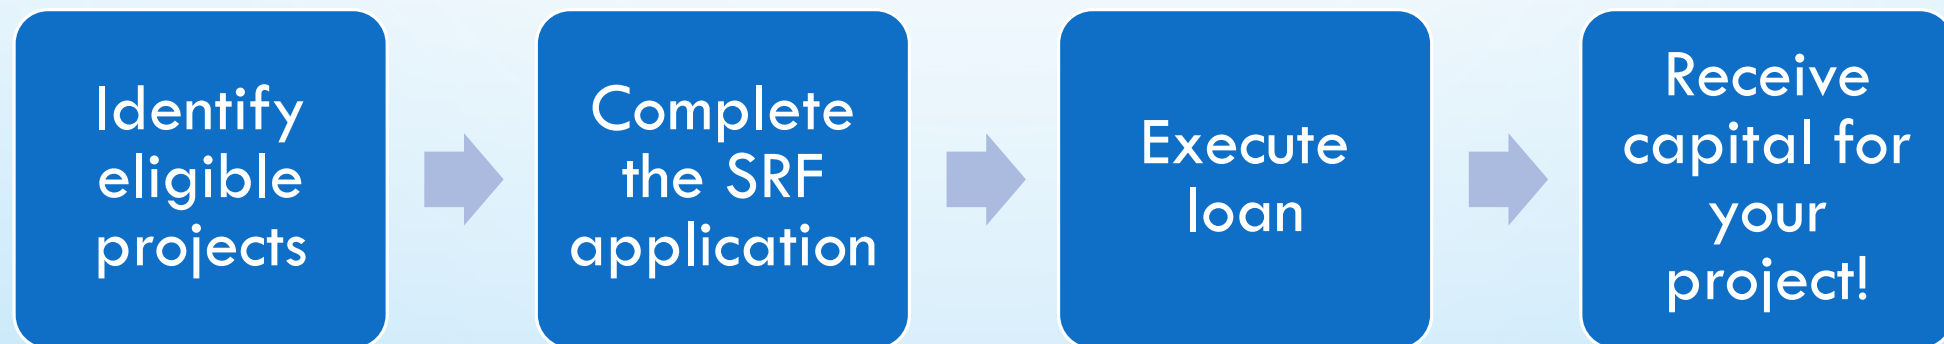 Identify
eligible
projects
Complete
the SRF
application
Execute
loan
Receive
capital for
your
project!